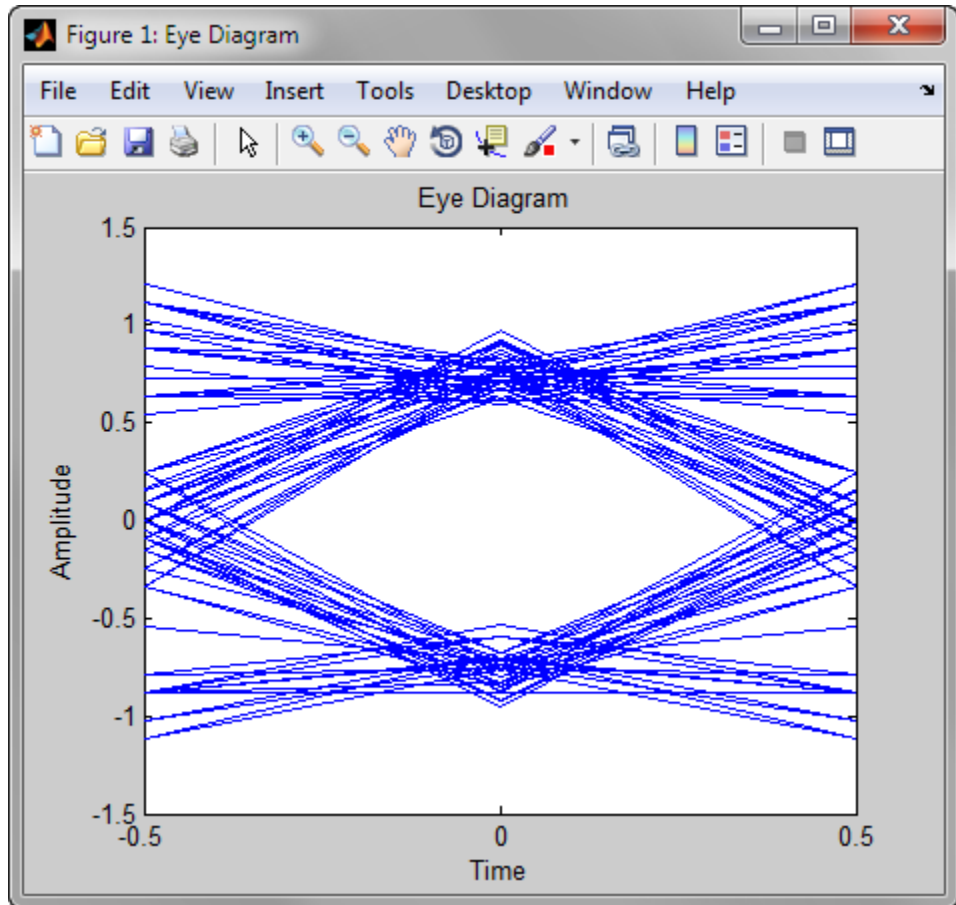 Figure 1: Eye Diagram
File Edit View Insert Tools Desktop Window Help
Eye Diagram
1.5
1
0.5
0
-0.5
-1
-1.5
Amplitude
-0.5 0 0.5
Time